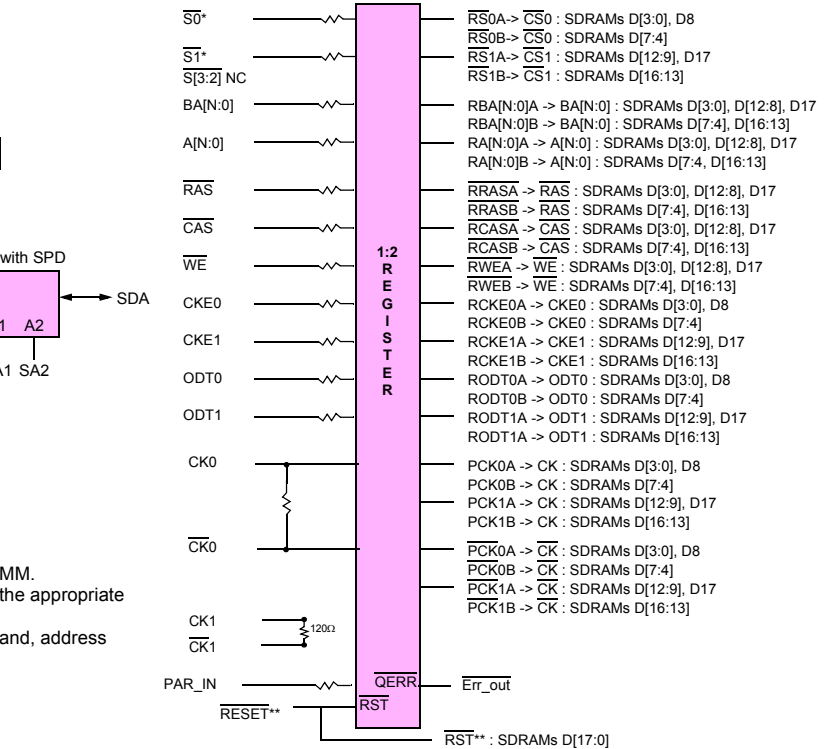 S0*
S1*
S[3:2] NC
BA[N:0]
A[N:0]
RAS
CAS
WE
CKE0
CKE1
ODT0
ODT1
CK0
CK0
CK1
120Ω
CK1
PAR_IN
RESET**
1:2
R
E
G
I
S
T
E
R
QERR
RST
RS0A-> CS0 : SDRAMs D[3:0], D8
RS0B-> CS0 : SDRAMs D[7:4]
RS1A-> CS1 : SDRAMs D[12:9], D17
RS1B-> CS1 : SDRAMs D[16:13]
RBA[N:0]A -> BA[N:0] : SDRAMs D[3:0], D[12:8], D17
RBA[N:0]B -> BA[N:0] : SDRAMs D[7:4], D[16:13]
RA[N:0]A -> A[N:0] : SDRAMs D[3:0], D[12:8], D17
RA[N:0]B -> A[N:0] : SDRAMs D[7:4, D[16:13]
RRASA -> RAS : SDRAMs D[3:0], D[12:8], D17
RRASB -> RAS : SDRAMs D[7:4], D[16:13]
RCASA -> CAS : SDRAMs D[3:0], D[12:8], D17
RCASB -> CAS : SDRAMs D[7:4], D[16:13]
RWEA -> WE : SDRAMs D[3:0], D[12:8], D17
RWEB -> WE : SDRAMs D[7:4], D[16:13]
RCKE0A -> CKE0 : SDRAMs D[3:0], D8
RCKE0B -> CKE0 : SDRAMs D[7:4]
RCKE1A -> CKE1 : SDRAMs D[12:9], D17
RCKE1B -> CKE1 : SDRAMs D[16:13]
RODT0A -> ODT0 : SDRAMs D[3:0], D8
RODT0B -> ODT0 : SDRAMs D[7:4]
RODT1A -> ODT1 : SDRAMs D[12:9], D17
RODT1A -> ODT1 : SDRAMs D[16:13]
PCK0A -> CK : SDRAMs D[3:0], D8
PCK0B -> CK : SDRAMs D[7:4]
PCK1A -> CK : SDRAMs D[12:9], D17
PCK1B -> CK : SDRAMs D[16:13]
PCK0A -> CK : SDRAMs D[3:0], D8
PCK0B -> CK : SDRAMs D[7:4]
PCK1A -> CK : SDRAMs D[12:9], D17
PCK1B -> CK : SDRAMs D[16:13]
Err_out
RST** : SDRAMs D[17:0]
with SPD
SDA
A2
SA2
MM.
the appropriate
and, address